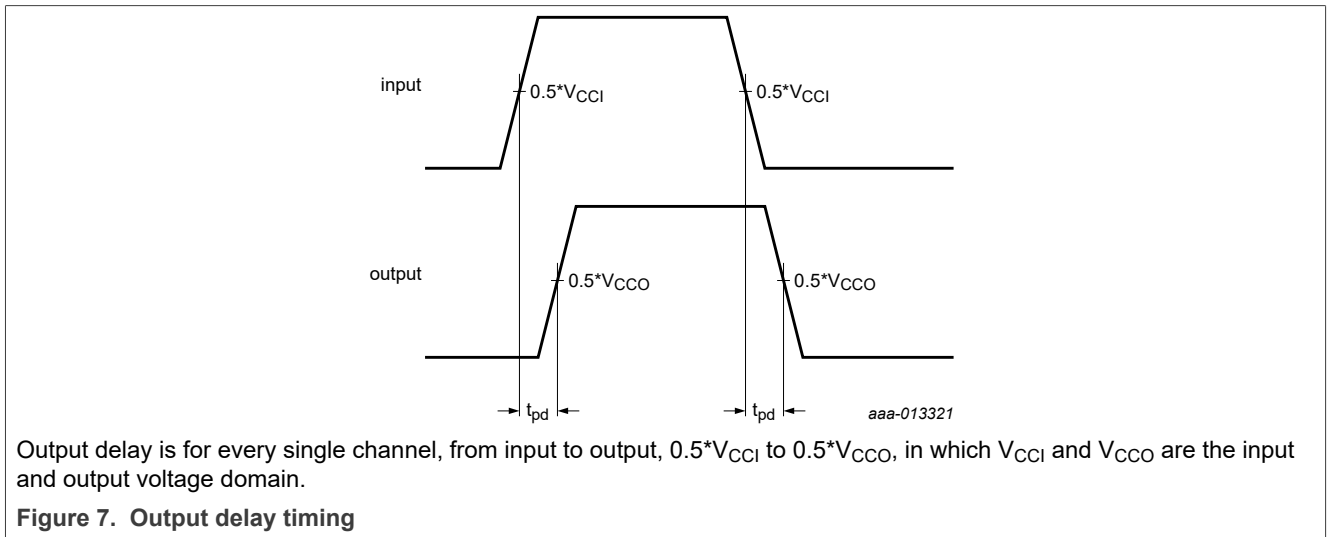 input
0.5*VCCI
0.5*VCCI
output
0.5*VCCO
0.5*VCCO
tpd
tpd
aaa-013321
Output delay is for every single channel, from input to output, 0.5*VCCI to 0.5*VCCO, in which VCCI and VCCO are the input
and output voltage domain.
Figure 7. Output delay timing